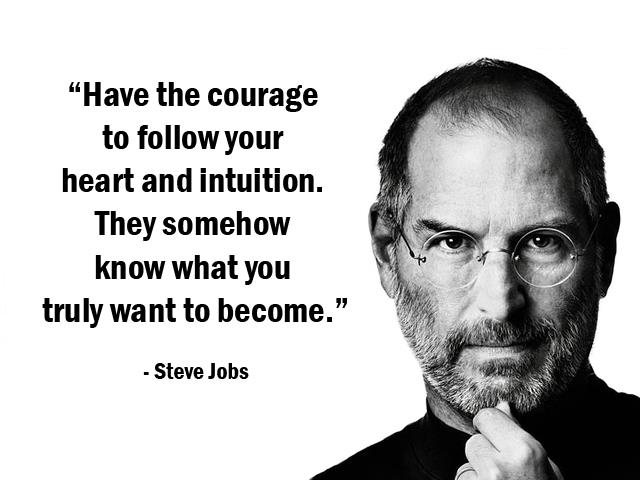 “Have the courage
to follow your
heart and intuition.
They somehow
know what you
truly want to become.”
- Steve Jobs